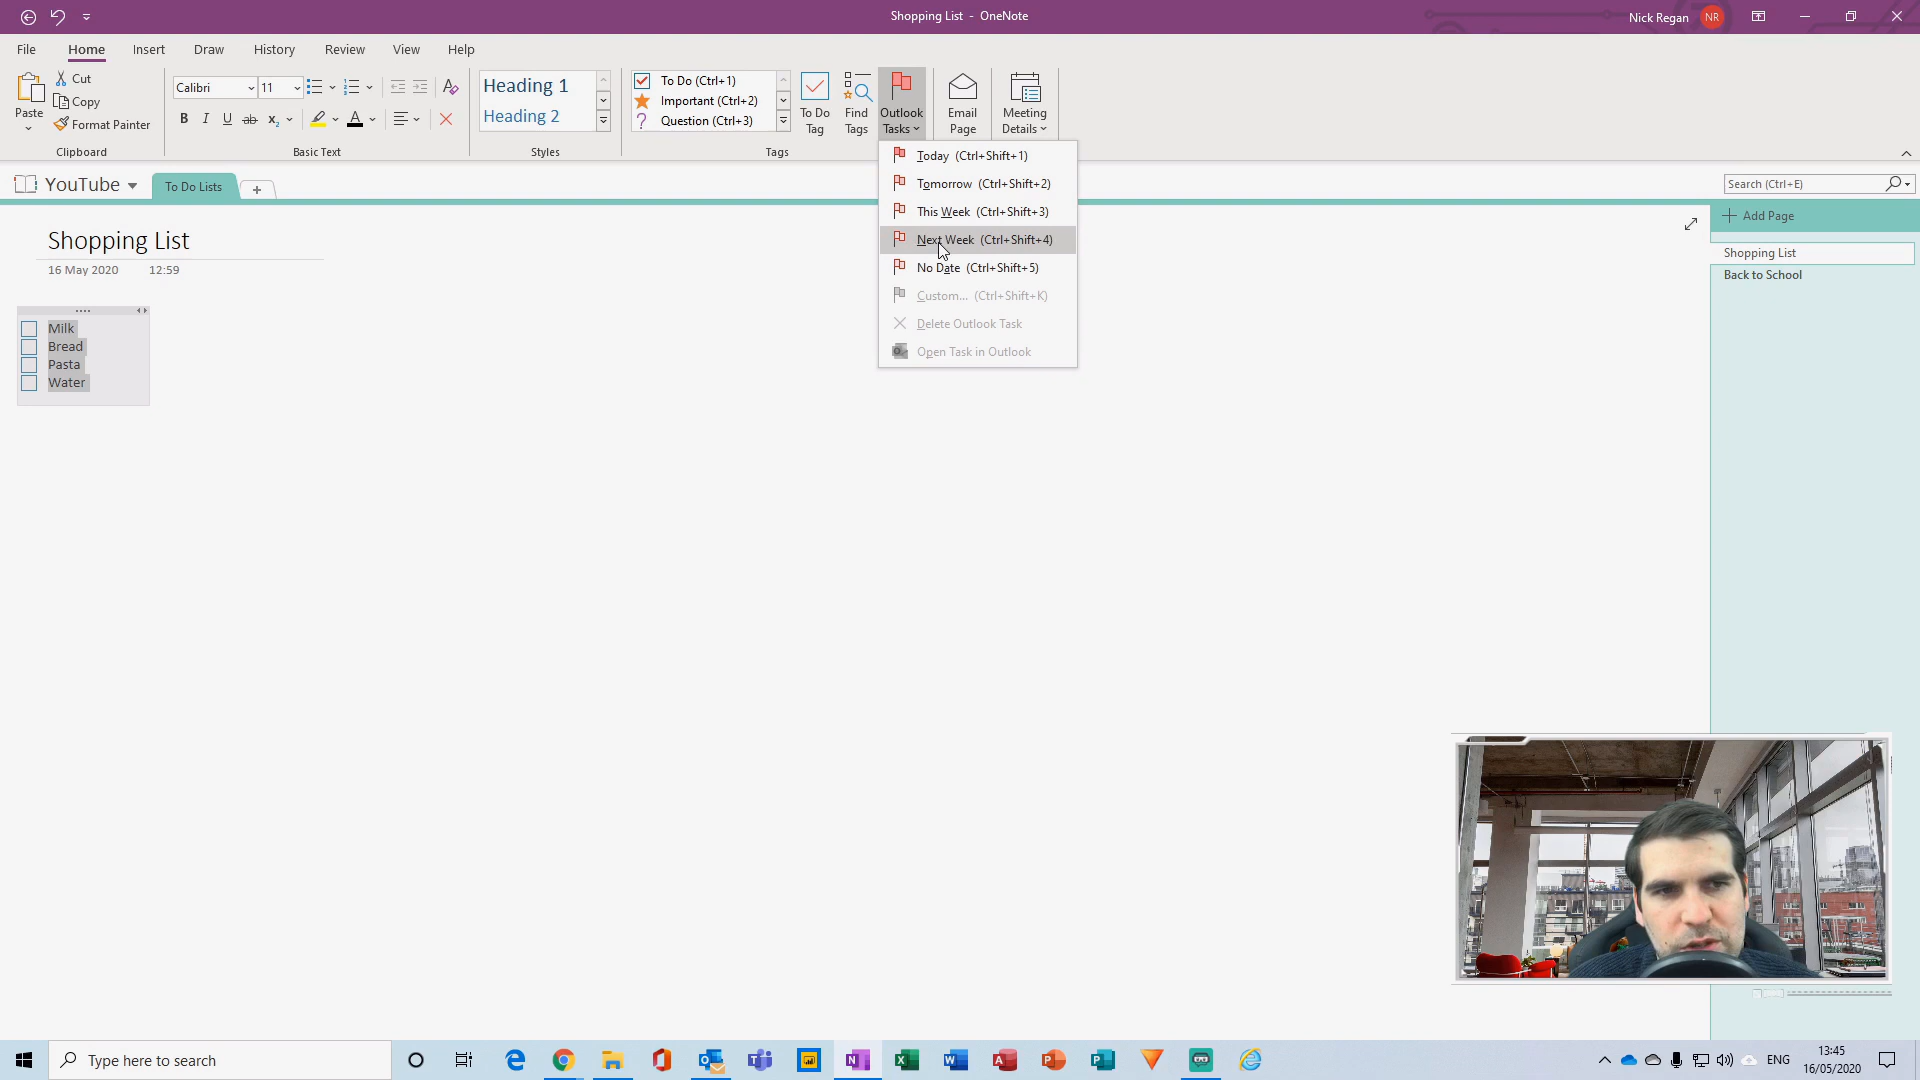 Shopping List - OneNote
Nick Regan
NR
File
Home
Insert
Draw
History
Review
View
Help
Paste
Cut
Copy
Format Painter
Clipboard
Calibri
11
B
I
U
ab
x₂
A
Basic Text
Heading 1
Heading 2
Styles
To Do (Ctrl+1)
Important (Ctrl+2)
Question (Ctrl+3)
Tags
To Do
Tag
Find
Tags
Outlook
Tasks
Email
Page
Meeting
Details
Today (Ctrl+Shift+1)
Tomorrow (Ctrl+Shift+2)
This Week (Ctrl+Shift+3)
Next Week (Ctrl+Shift+4)
No Date (Ctrl+Shift+5)
Custom... (Ctrl+Shift+K)
Delete Outlook Task
Open Task in Outlook
YouTube
To Do Lists
Search (Ctrl+E)
Add Page
Shopping List
Back to School
Shopping List
16 May 2020 12:59
Milk
Bread
Pasta
Water
Type here to search
ENG
13:45
16/05/2020